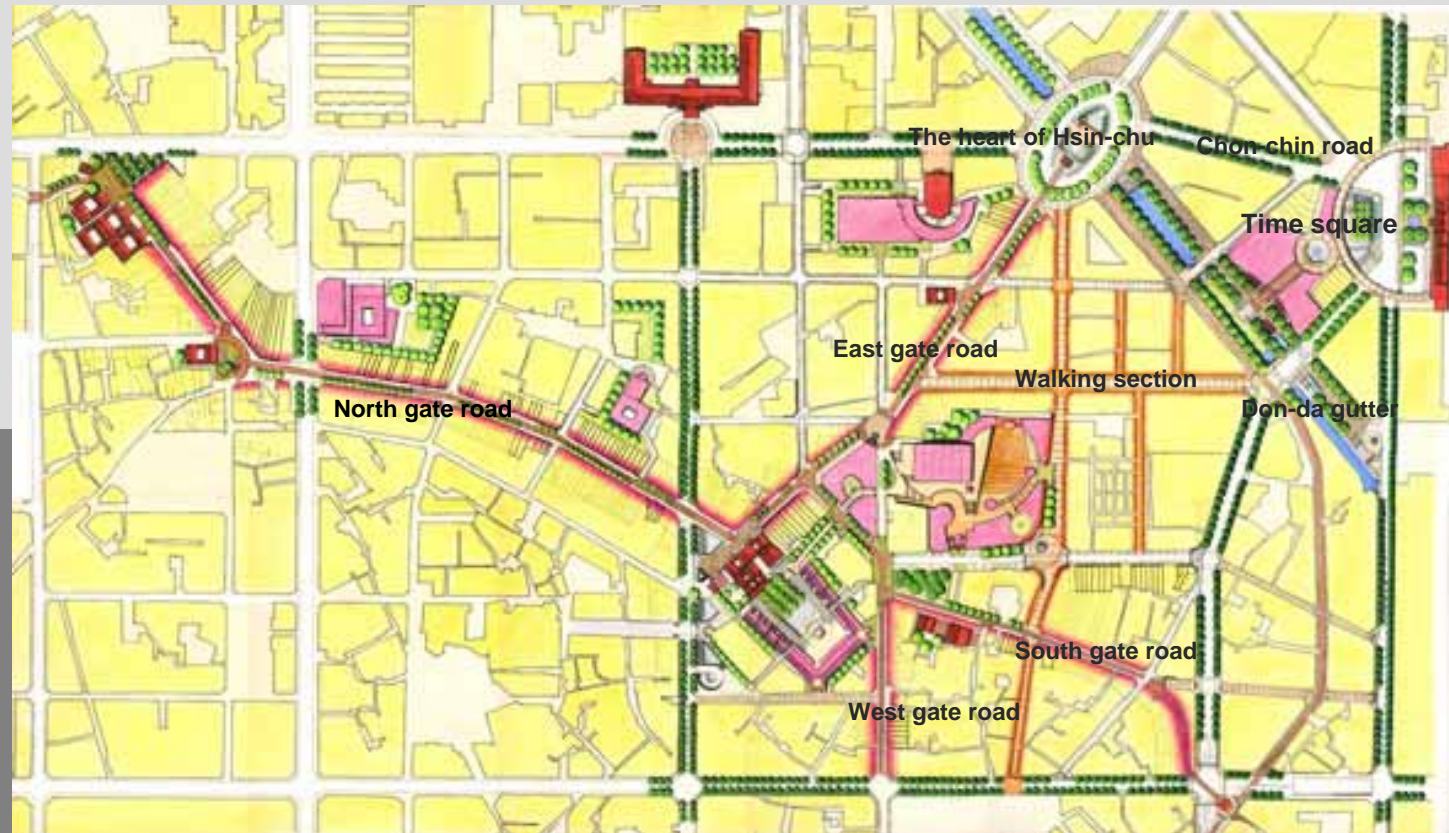 The heart of Hsin-chu
Chon-chin road
Time square
East gate road
Walking section
North gate road
Don-da gutter
South gate road
West gate road